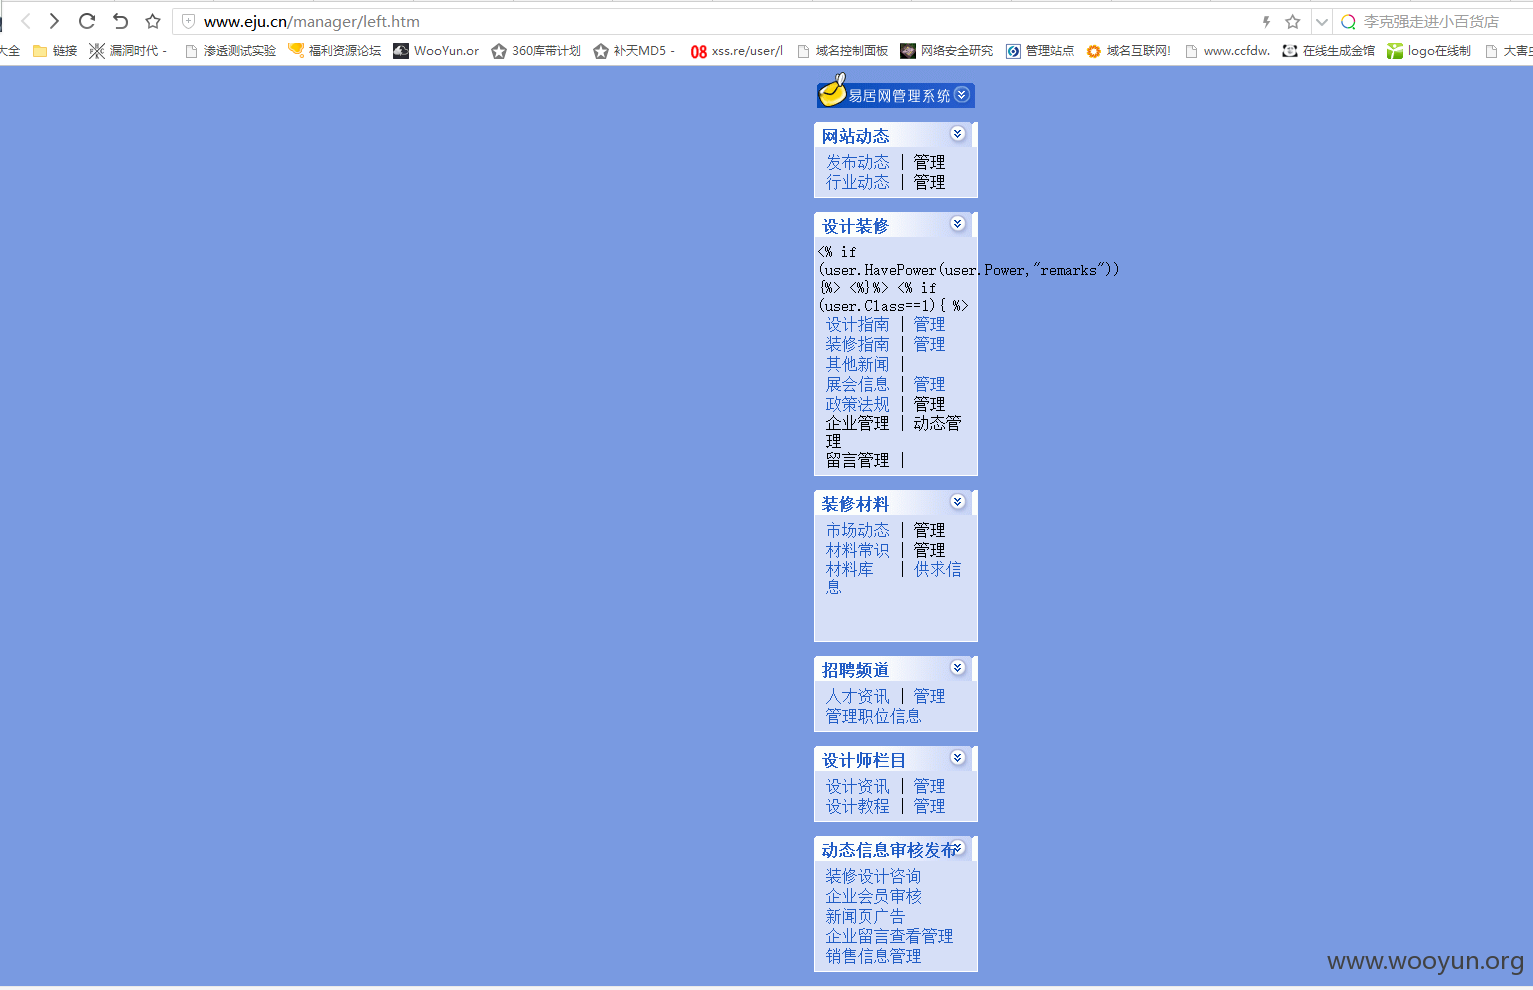 www.eju.cn/manager/left.htm
李克强走进小百货店
大全
链接
漏洞时代 -
渗透测试实验
福利资源论坛
WooYun.or
360库带计划
补天MD5 -
08 xss.re/user/l
域名控制面板
网络安全研究
管理站点
域名互联网!
www.ccfdw.
在线生成金馆
logo在线制
大害虫
易居网管理系统
网站动态
发布动态 | 管理
行业动态 | 管理
设计装修
<% if
(user.HavePower(user.Power,"remarks"))
{%> <%}%> <% if
(user.Class==1){ %>
设计指南 | 管理
装修指南 | 管理
其他新闻 |
展会信息 | 管理
政策法规 | 管理
企业管理 | 动态管
理
留言管理 |
装修材料
市场动态 | 管理
材料常识 | 管理
材料库 | 供求信
息
招聘频道
人才资讯 | 管理
管理职位信息
设计师栏目
设计资讯 | 管理
设计教程 | 管理
动态信息审核发布
装修设计咨询
企业会员审核
新闻页广告
企业留言查看管理
销售信息管理
www.wooyun.org